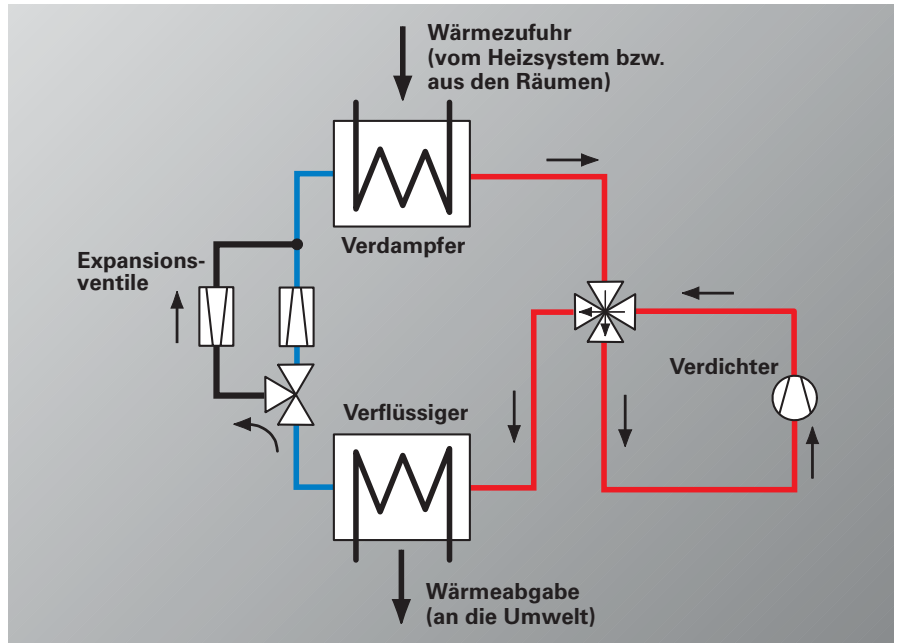 Wärmezufuhr
(vom Heizsystem bzw.
aus den Räumen)
Verdampfer
Expansions-
ventile
Verdichter
Verflüssiger
Wärmeabgabe
(an die Umwelt)